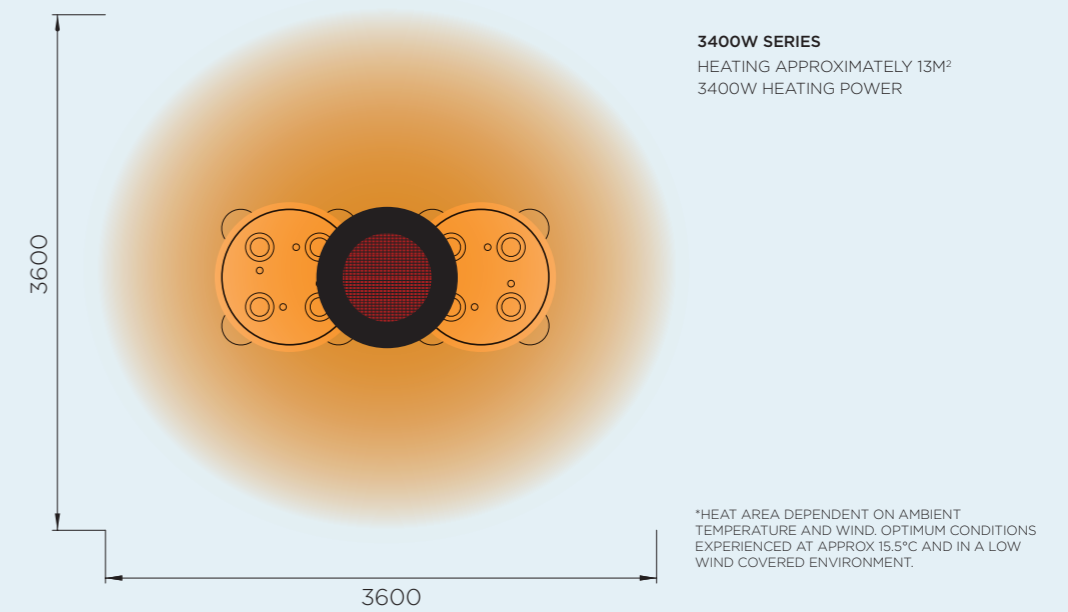 3400W SERIES
HEATING APPROXIMATELY 13M²
3400W HEATING POWER
3600
3600
*HEAT AREA DEPENDENT ON AMBIENT
TEMPERATURE AND WIND. OPTIMUM CONDITIONS
EXPERIENCED AT APPROX 15.5°C AND IN A LOW
WIND COVERED ENVIRONMENT.